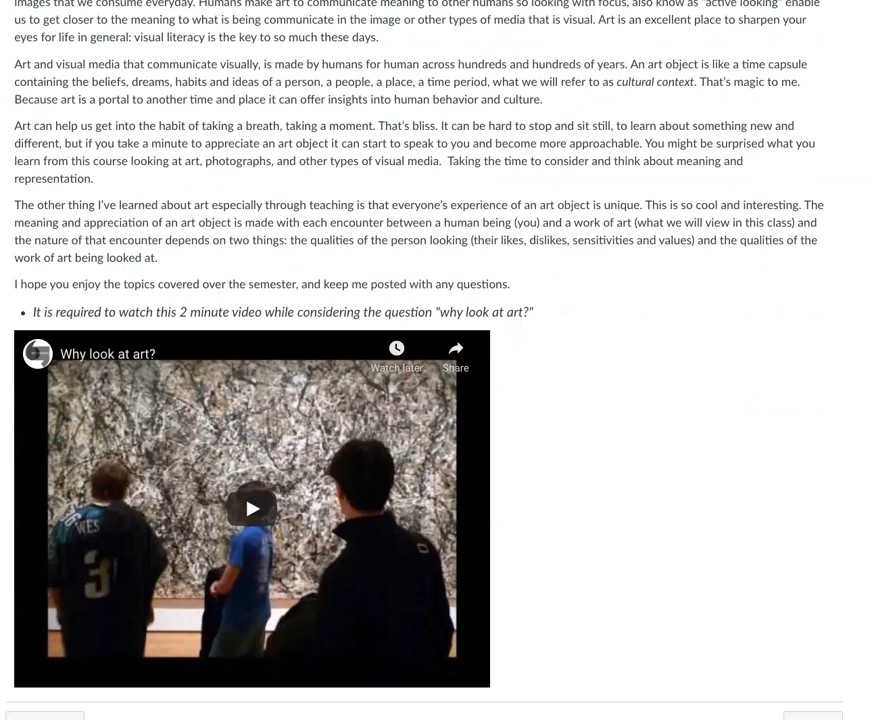 images that we consume everyday. Humans make art to communicate meaning to other humans so looking with focus, also know as "active looking" enable
us to get closer to the meaning to what is being communicate in the image or other types of media that is visual. Art is an excellent place to sharpen your
eyes for life in general: visual literacy is the key to so much these days.
Art and visual media that communicate visually, is made by humans for human across hundreds and hundreds of years. An art object is like a time capsule
containing the beliefs, dreams, habits and ideas of a person, a people, a place, a time period, what we will refer to as cultural context. That's magic to me.
Because art is a portal to another time and place it can offer insights into human behavior and culture.
Art can help us get into the habit of taking a breath, taking a moment. That's bliss. It can be hard to stop and sit still, to learn about something new and
different, but if you take a minute to appreciate an art object it can start to speak to you and become more approachable. You might be surprised what you
learn from this course looking at art, photographs, and other types of visual media. Taking the time to consider and think about meaning and
representation.
The other thing I've learned about art especially through teaching is that everyone's experience of an art object is unique. This is so cool and interesting. The
meaning and appreciation of an art object is made with each encounter between a human being (you) and a work of art (what we will view in this class) and
the nature of that encounter depends on two things: the qualities of the person looking (their likes, dislikes, sensitivities and values) and the qualities of the
work of art being looked at.
I hope you enjoy the topics covered over the semester, and keep me posted with any questions.
• It is required to watch this 2 minute video while considering the question "why look at art?"
Why look at art?
Watch later
Share
WES
3